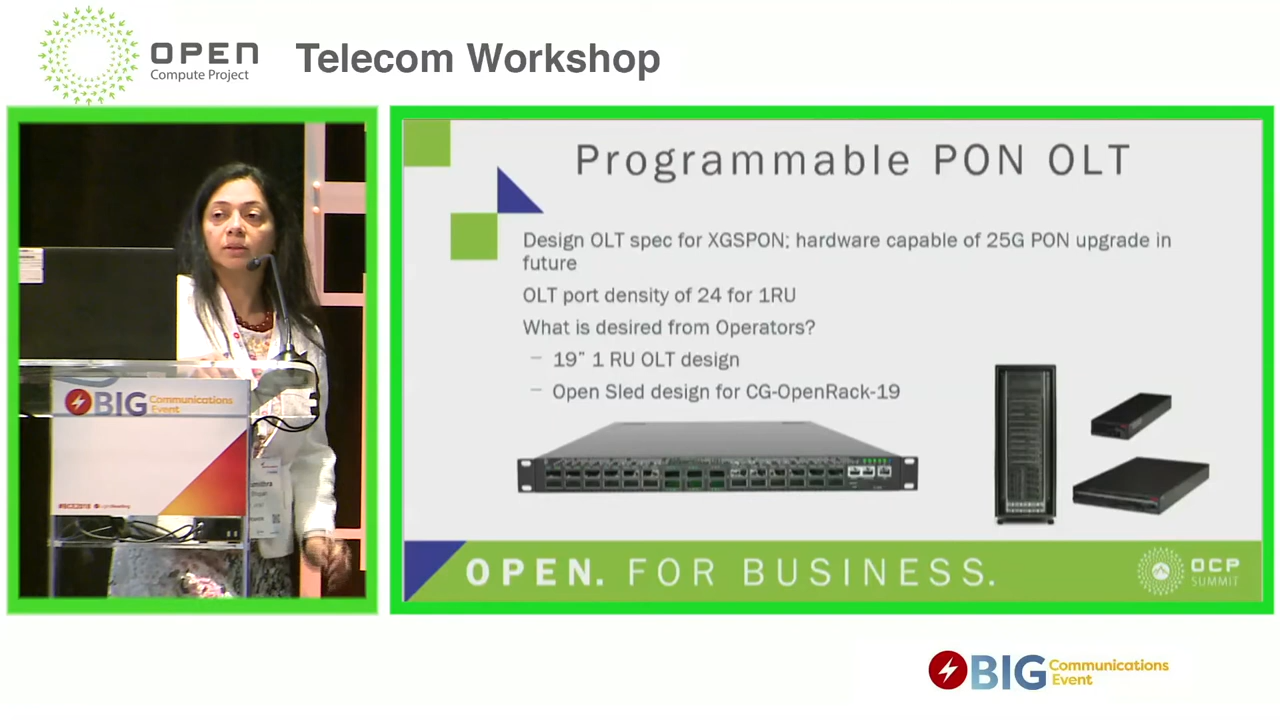 OPEN
Compute Project
Telecom Workshop
Programmable PON OLT
Design OLT spec for XGSPON; hardware capable of 25G PON upgrade in
future
OLT port density of 24 for 1RU
What is desired from Operators?
– 19” 1 RU OLT design
– Open Sled design for CG-OpenRack-19
OPEN. FOR BUSINESS.
OCP
SUMMIT
BIG Communications
Event
#BCE2018
BIG Communications
Event